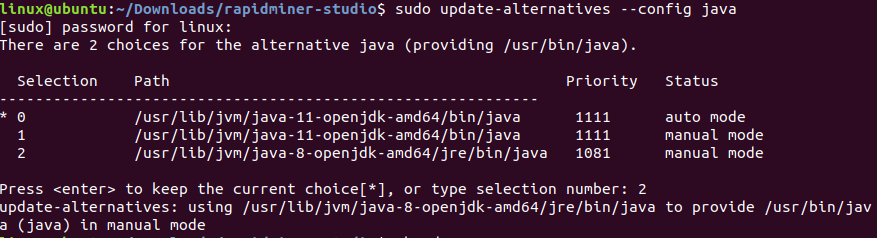 linux@ubuntu:~/Downloads/rapidminer-studio$ sudo update-alternatives --config java
[sudo] password for linux:
There are 2 choices for the alternative java (providing /usr/bin/java).
Selection Path Priority Status
------------------------------------------------------------
* 0 /usr/lib/jvm/java-11-openjdk-amd64/bin/java 1111 auto mode
1 /usr/lib/jvm/java-11-openjdk-amd64/bin/java 1111 manual mode
2 /usr/lib/jvm/java-8-openjdk-amd64/jre/bin/java 1081 manual mode
Press <enter> to keep the current choice[*], or type selection number: 2
update-alternatives: using /usr/lib/jvm/java-8-openjdk-amd64/jre/bin/java to provide /usr/bin/jav
a (java) in manual mode